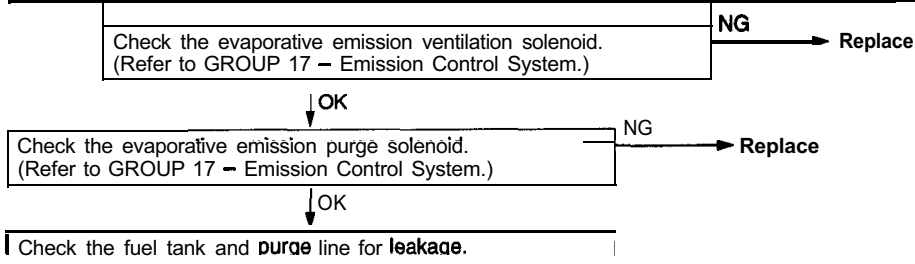 NG
Check the evaporative emission ventilation solenoid.
Replace
(Refer to GROUP 17 – Emission Control System.)
OK
NG
Check the evaporative emission purge solenoid.
Replace
(Refer to GROUP 17 – Emission Control System.)
OK
Check the fuel tank and purge line for leakage.